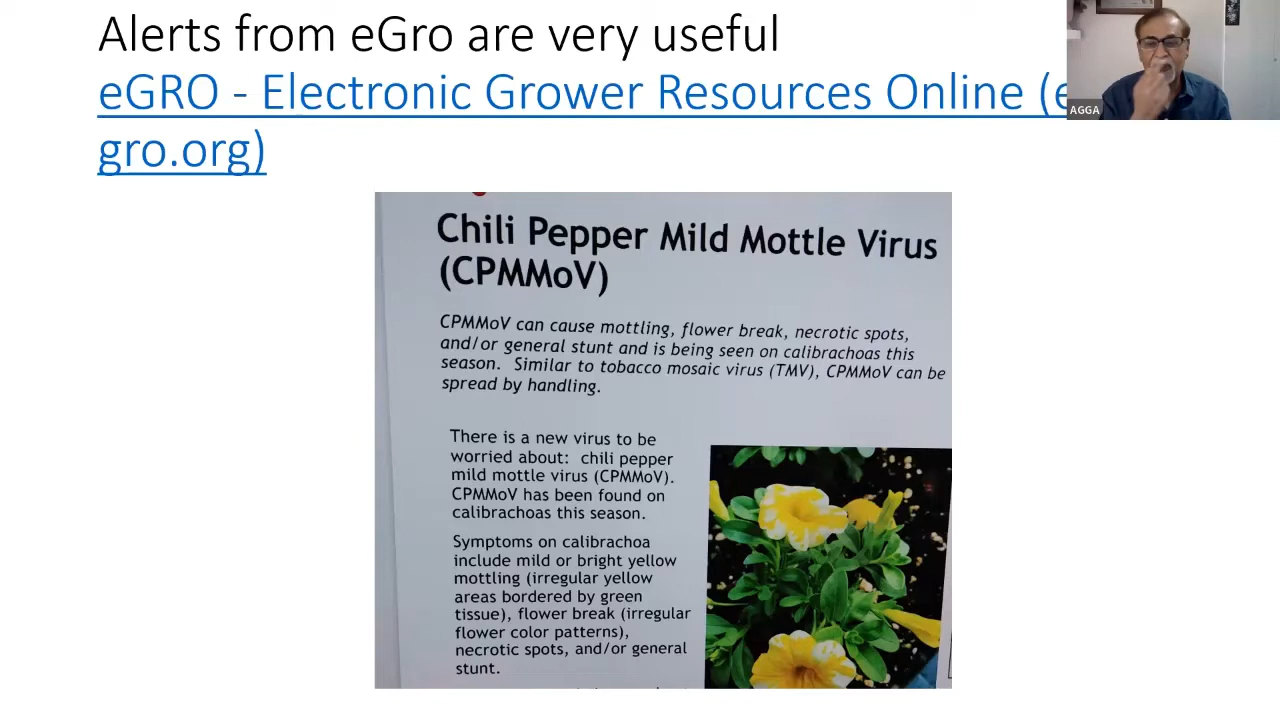 Alerts from eGro are very useful
eGRO - Electronic Grower Resources Online (e
gro.org)
AGGA
Chili Pepper Mild Mottle Virus
(CPMMoV)
CPMMoV can cause mottling, flower break, necrotic spots,
and/or general stunt and is being seen on calibrachoas this
season. Similar to tobacco mosaic virus (TMV), CPMMoV can be
spread by handling.
There is a new virus to be
worried about: chili pepper
mild mottle virus (CPMMoV).
CPMMoV has been found on
calibrachoas this season.
Symptoms on calibrachoa
include mild or bright yellow
mottling (irregular yellow
areas bordered by green
tissue), flower break (irregular
flower color patterns),
necrotic spots, and/or general
stunt.